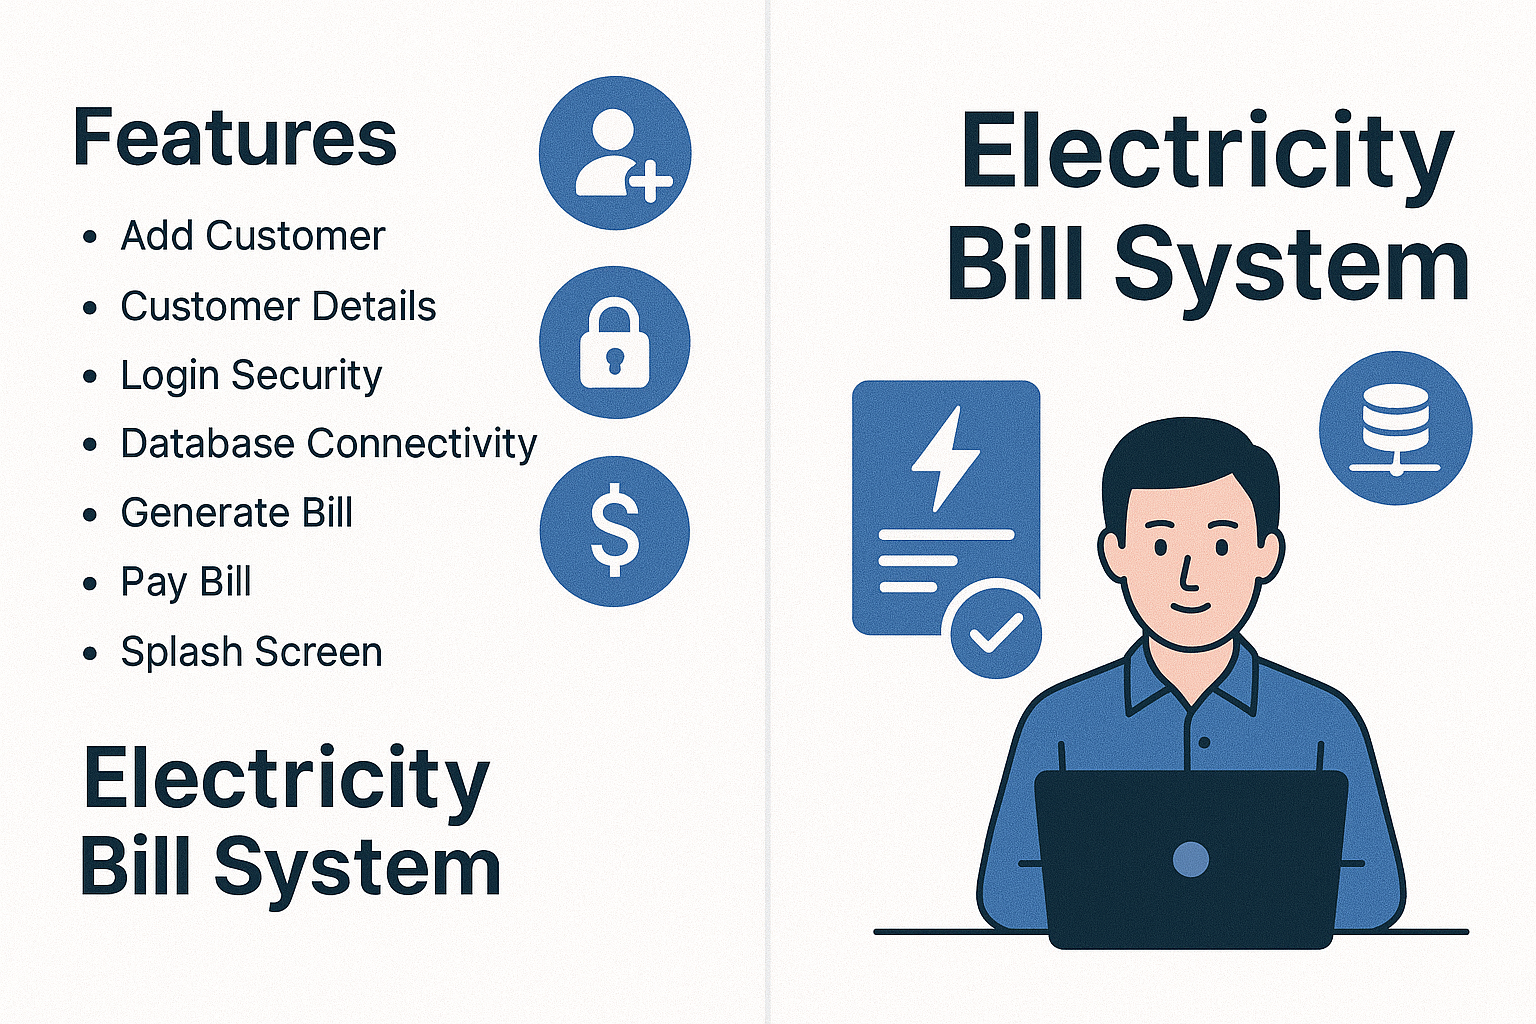 Features
• Add Customer
• Customer Details
• Login Security
• Database Connectivity
• Generate Bill
• Pay Bill
• Splash Screen
Electricity
Bill System
$
Electricity
Bill System